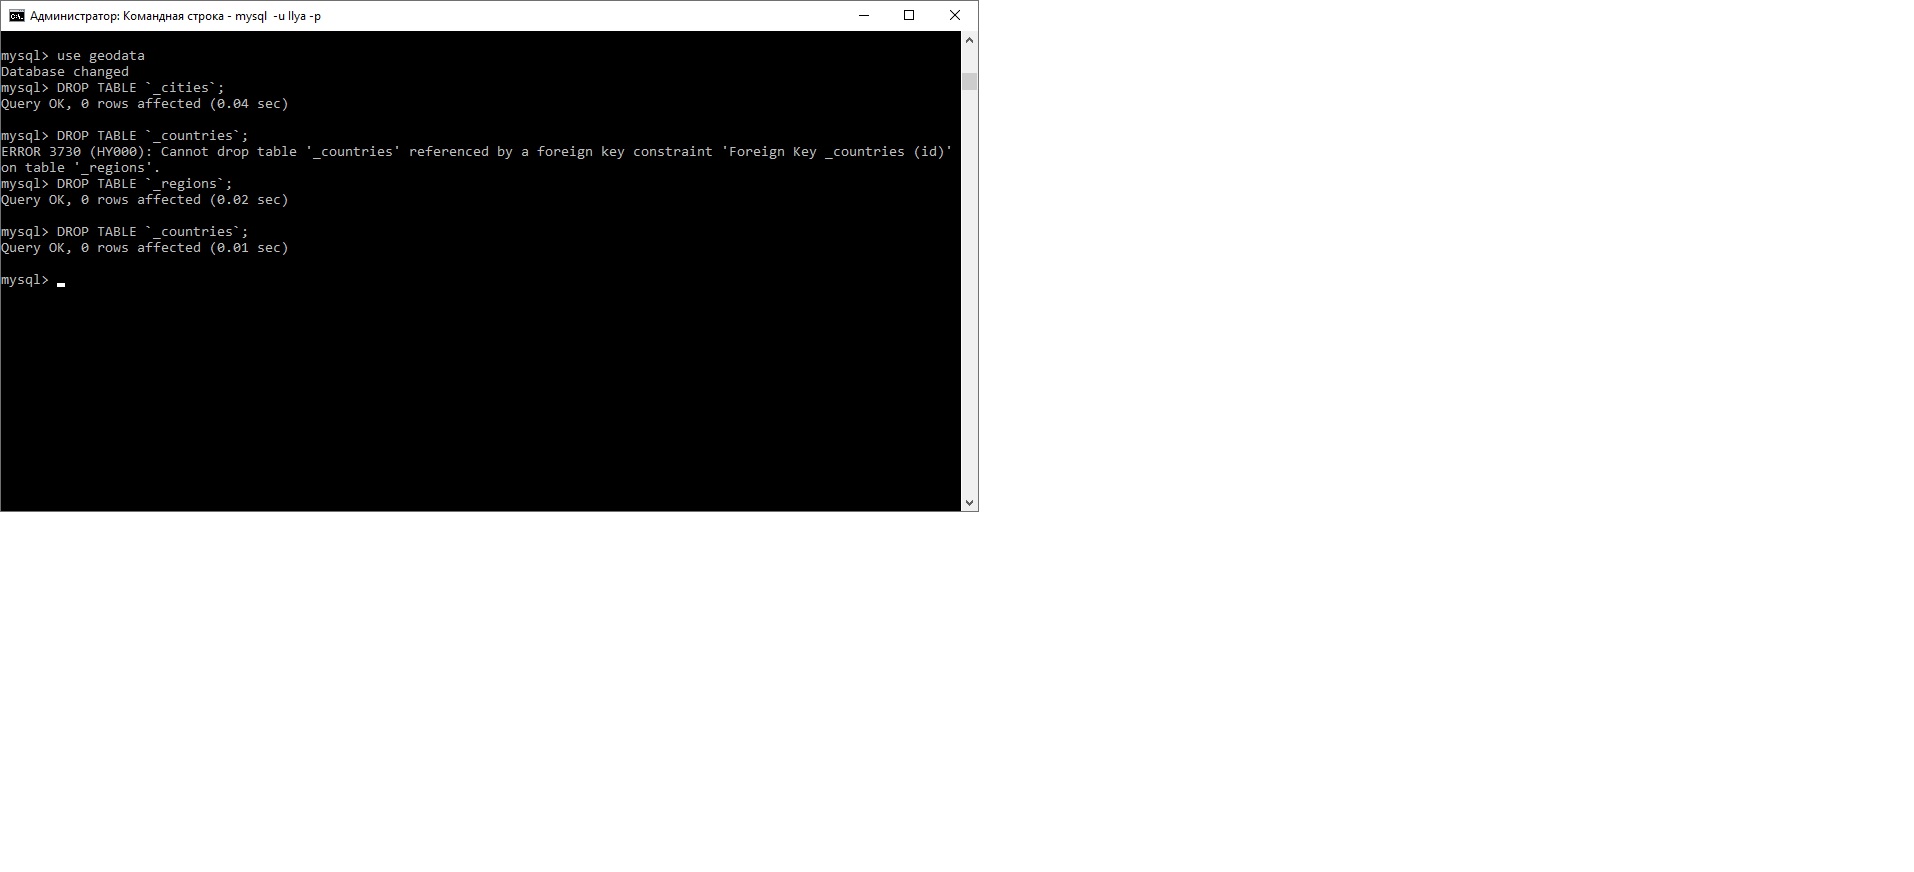 Администратор: Командная строка - mysql  -u Ilya -p
mysql> use geodata
Database changed
mysql> DROP TABLE `_cities`;
Query OK, 0 rows affected (0.04 sec)
mysql> DROP TABLE `_countries`;
ERROR 3730 (HY000): Cannot drop table '_countries' referenced by a foreign key constraint 'Foreign Key _countries (id)'
on table '_regions'.
mysql> DROP TABLE `_regions`;
Query OK, 0 rows affected (0.02 sec)
mysql> DROP TABLE `_countries`;
Query OK, 0 rows affected (0.01 sec)
mysql>